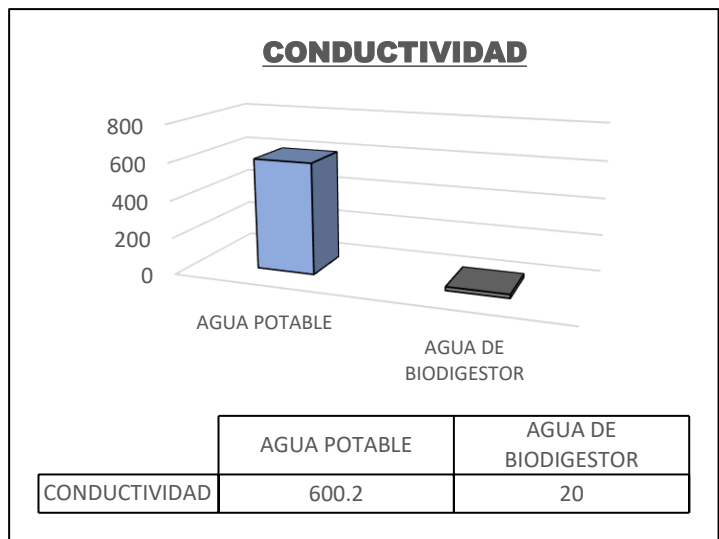 CONDUCTIVIDAD
800
600
400
200
0
AGUA POTABLE
AGUA DE
BIODIGESTOR
AGUA POTABLE
AGUA DE
BIODIGESTOR
CONDUCTIVIDAD 600.2 20